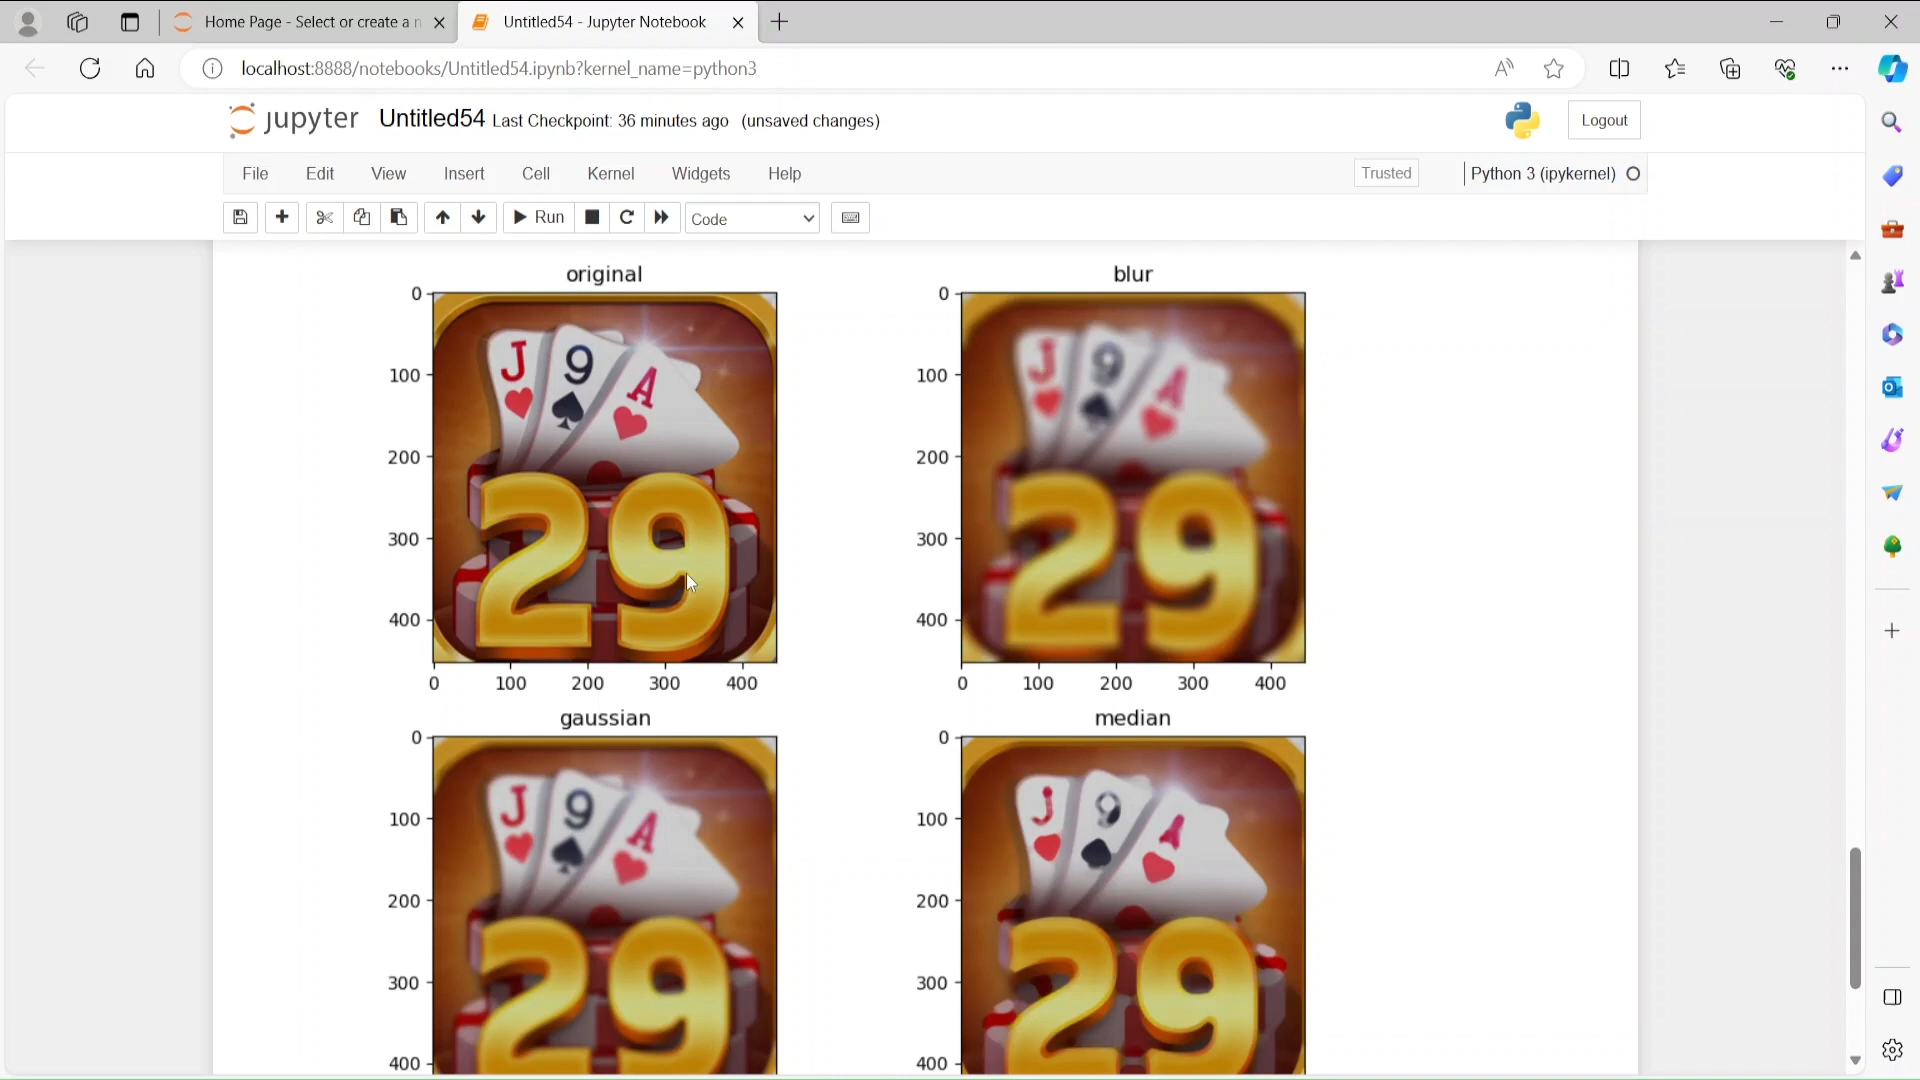 Home Page - Select or create a n
Untitled54 - Jupyter Notebook
localhost:8888/notebooks/Untitled54.ipynb?kernel_name=python3
jupyter Untitled54 Last Checkpoint: 36 minutes ago (unsaved changes)
Logout
File Edit View Insert Cell Kernel Widgets Help
Trusted
Python 3 (ipykernel)
Run
Code
original
0
100
200
300
400
0 100 200 300 400
J 9 A
29
blur
0
100
200
300
400
0 100 200 300 400
J 9 A
29
gaussian
0
100
200
300
400
J 9 A
29
median
0
100
200
300
400
J 9 A
29